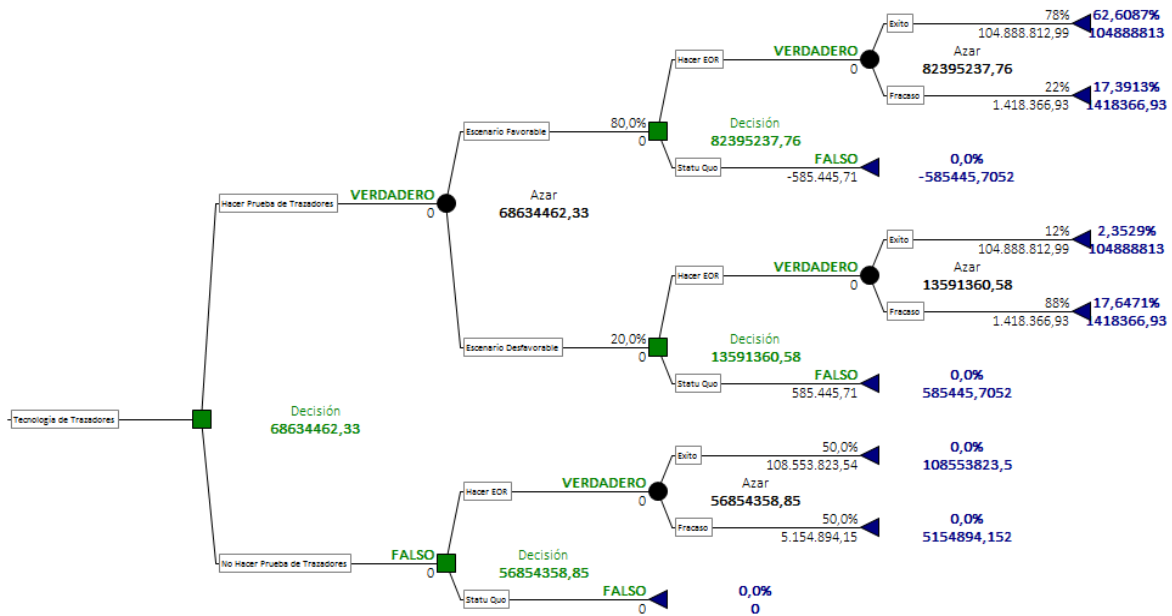 Exito
78%
62,6087%
104.888.812,99
104888813
Hacer EOR
VERDADERO
0
Azar
82395237,76
Fracaso
22%
17,3913%
1.418.366,93
1418366,93
Escenario Favorable
80,0%
0
Decisión
82395237,76
Statu Quo
FALSO
0,0%
-585.445,71
-585445,7052
Hacer Prueba de Trazadores
VERDADERO
0
Azar
68634462,33
Exito
12%
2,3529%
104.888.812,99
104888813
Hacer EOR
VERDADERO
0
Azar
13591360,58
Fracaso
88%
17,6471%
1.418.366,93
1418366,93
Escenario Desfavorable
20,0%
0
Decisión
13591360,58
Statu Quo
FALSO
0,0%
585.445,71
585445,7052
Tecnología de Trazadores
Decisión
68634462,33
Exito
50,0%
0,0%
108.553.823,54
108553823,5
Hacer EOR
VERDADERO
0
Azar
56854358,85
Fracaso
50,0%
0,0%
5.154.894,15
5154894,152
No Hacer Prueba de Trazadores
FALSO
0
Decisión
56854358,85
Statu Quo
FALSO
0,0%
0
0